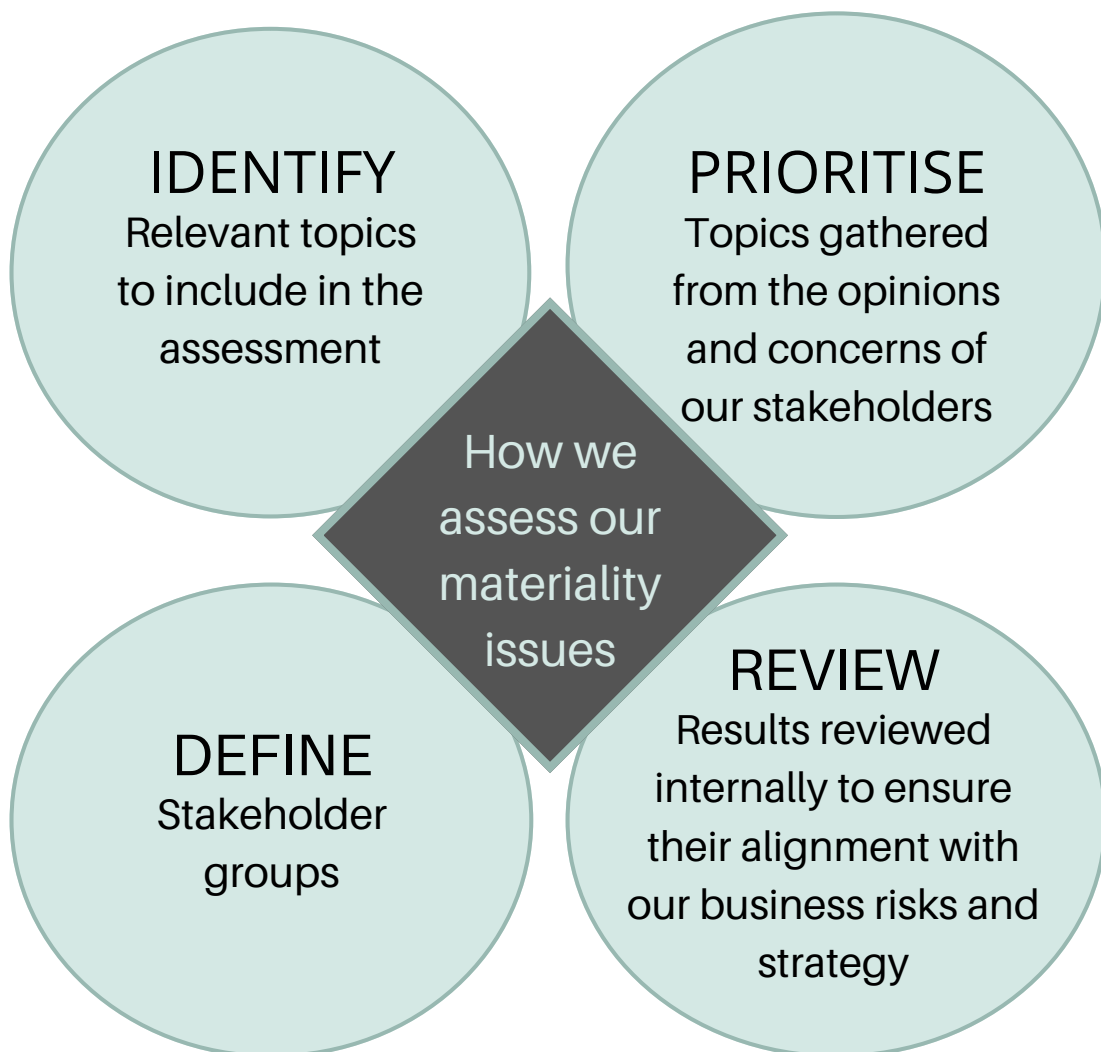 IDENTIFY
Relevant topics
to include in the
assessment
PRIORITISE
Topics gathered
from the opinions
and concerns of
our stakeholders
How we
assess our
materiality
issues
DEFINE
Stakeholder
groups
REVIEW
Results reviewed
internally to ensure
their alignment with
our business risks and
strategy